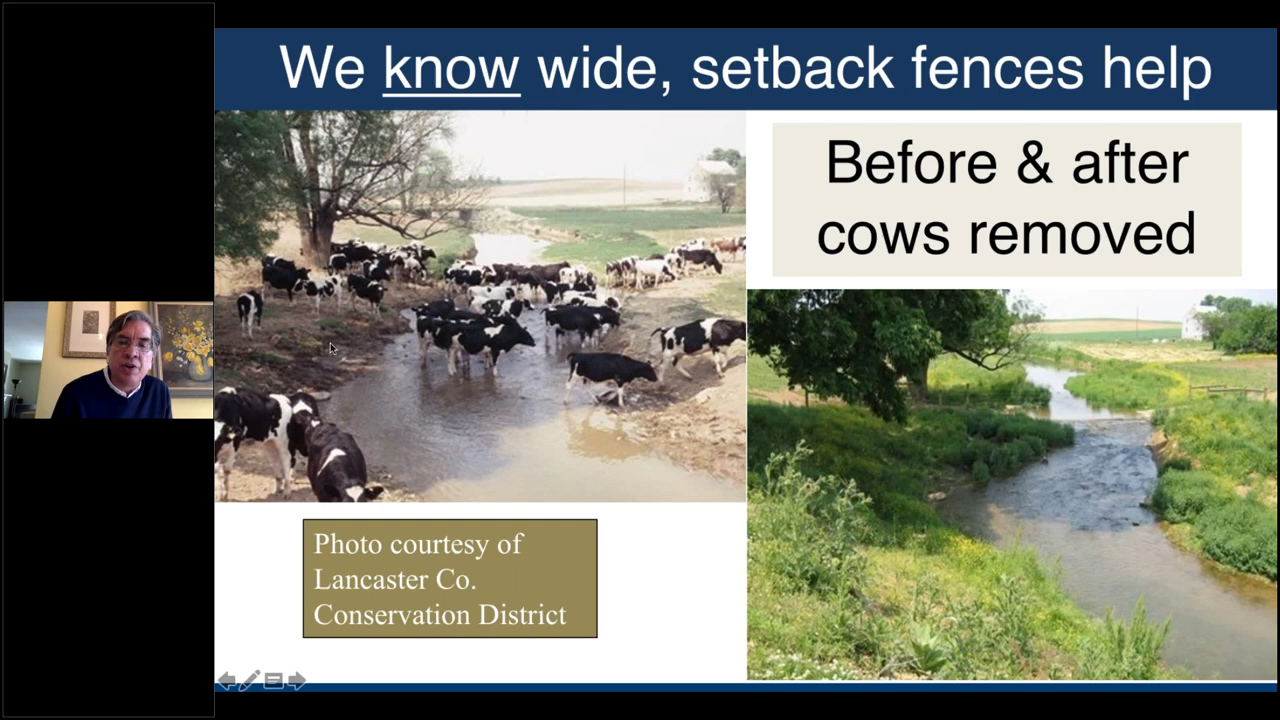 We know wide, setback fences help
Before & after
cows removed
Photo courtesy of
Lancaster Co.
Conservation District